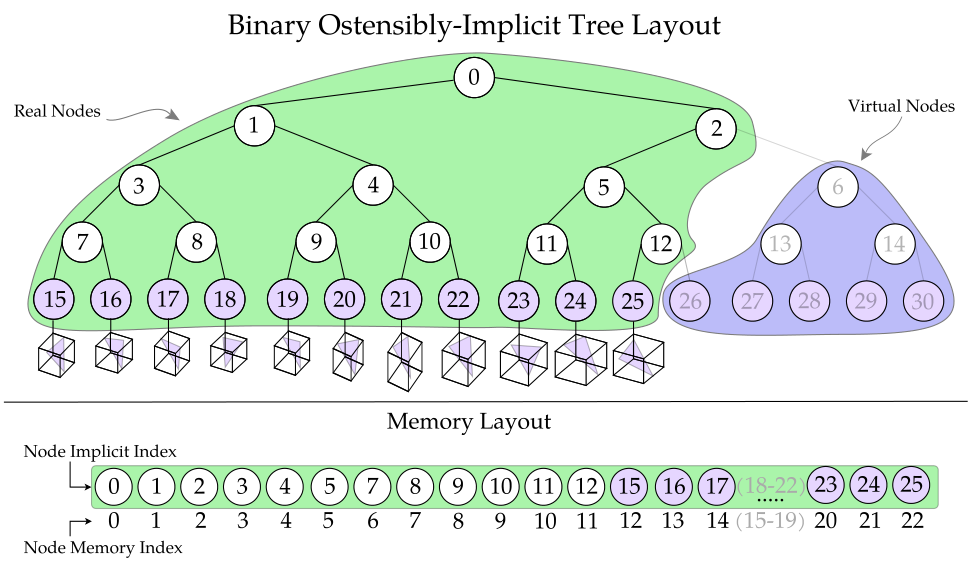 Binary Ostensibly-Implicit Tree Layout
0
Real Nodes
Virtual Nodes
1 2
3 4 5 6
7 8 9 10 11 12 13 14
15 16 17 18 19 20 21 22 23 24 25 26 27 28 29 30
Memory Layout
Node Implicit Index
0 1 2 3 4 5 7 8 9 10 11 12 15 16 17 (18-22) ..... 23 24 25
0 1 2 3 4 5 6 7 8 9 10 11 12 13 14 (15-19) 20 21 22
Node Memory Index